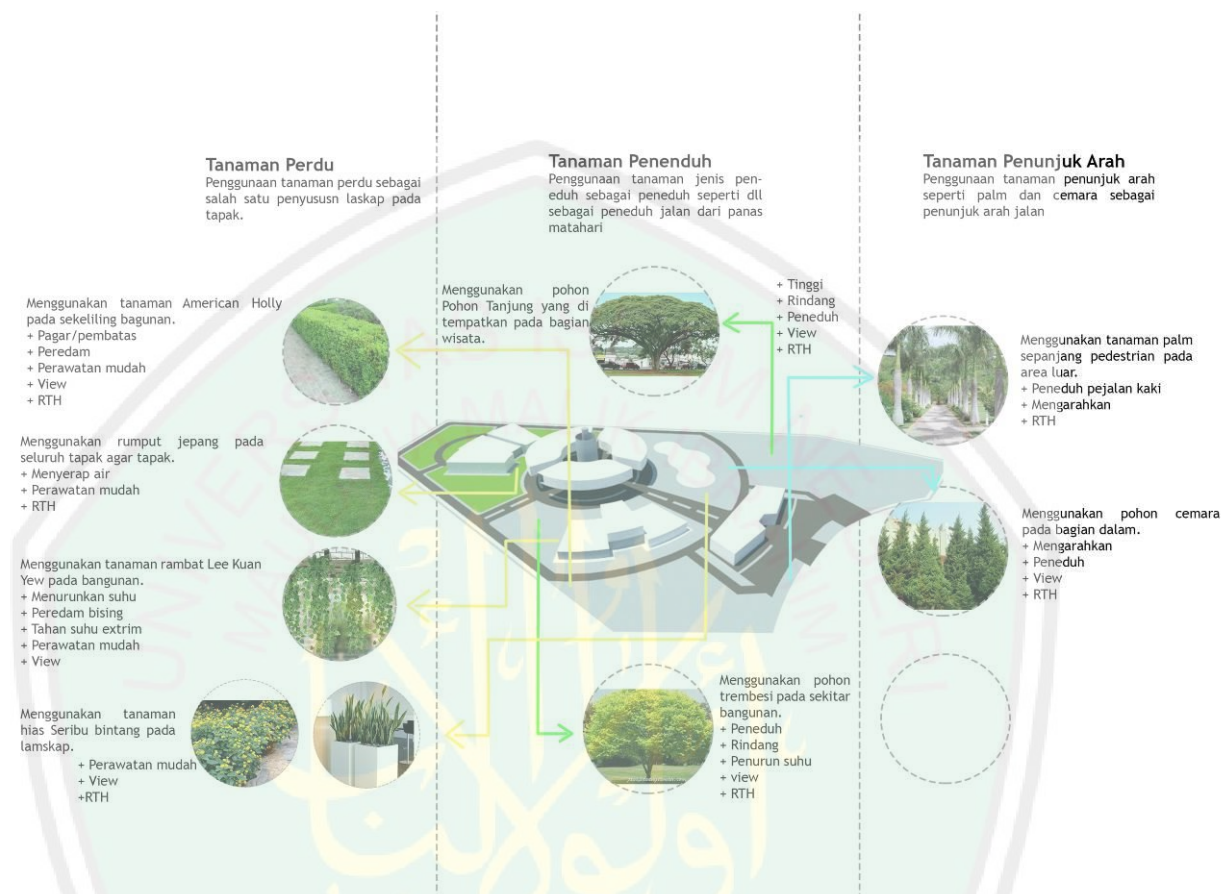 Tanaman Perdu
Penggunaan tanaman perdu sebagai
salah satu penyususn laskap pada
tapak.
Menggunakan tanaman American Holly
pada sekeliling bagunan.
+ Pagar/pembatas
+ Peredam
+ Perawatan mudah
+ View
+ RTH
Menggunakan rumput jepang pada
seluruh tapak agar tapak.
+ Menyerap air
+ Perawatan mudah
+ RTH
Menggunakan tanaman rambat Lee Kuan
Yew pada bangunan.
+ Menurunkan suhu
+ Peredam bising
+ Tahan suhu extrim
+ Perawatan mudah
+ View
Menggunakan tanaman
hias Seribu bintang pada
lamskap.
+ Perawatan mudah
+ View
+RTH
Tanaman Penenduh
Penggunaan tanaman jenis pen-
eduh sebagai peneduh seperti dll
sebagai peneduh jalan dari panas
matahari
Menggunakan pohon
Pohon Tanjung yang di
tempatkan pada bagian
wisata.
+ Tinggi
+ Rindang
+ Peneduh
+ View
+ RTH
Menggunakan pohon
trembesi pada sekitar
bangunan.
+ Peneduh
+ Rindang
+ Penurun suhu
+ view
+ RTH
Tanaman Penunjuk Arah
Penggunaan tanaman penunjuk arah
seperti palm dan cemara sebagai
penunjuk arah jalan
Menggunakan tanaman palm
sepanjang pedestrian pada
area luar.
+ Peneduh pejalan kaki
+ Mengarahkan
+ RTH
Menggunakan pohon cemara
pada bagian dalam.
+ Mengarahkan
+ Peneduh
+ View
+ RTH